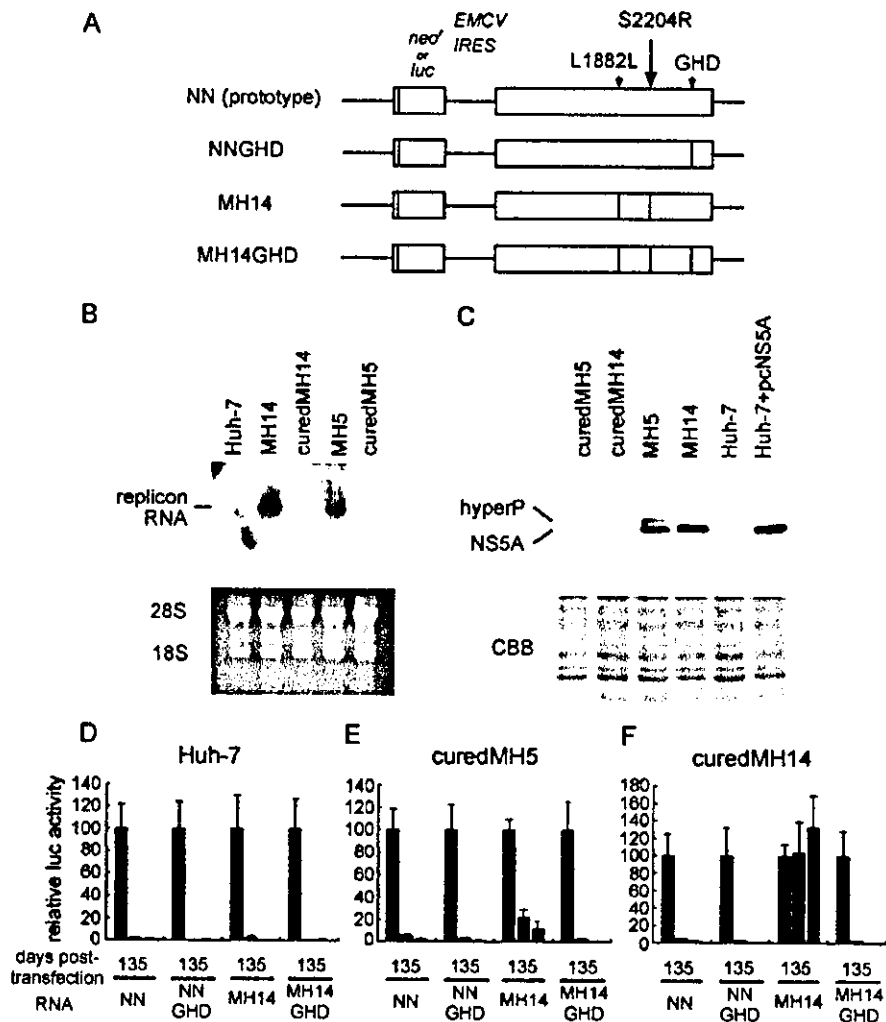 A
neo^r or luc
EMCV IRES
S2204R
L1882L
GHD
NN (prototype)
NNGHD
MH14
MH14GHD
B
Huh-7
MH14
curedMH14
MH5
curedMH5
replicon RNA
28S
18S
C
curedMH5
curedMH14
MH5
MH14
Huh-7
Huh-7+pcNS5A
hyperP
NS5A
CBB
D
Huh-7
140
120
100
80
60
40
20
0
relative luc activity
E
curedMH5
140
120
100
80
60
40
20
0
F
curedMH14
180
160
140
120
100
80
60
40
20
0
days post-transfection
135 135 135 135
135 135 135 135
135 135 135 135
RNA
NN
NN GHD
MH14
MH14 GHD
NN
NN GHD
MH14
MH14 GHD
NN
NN GHD
MH14
MH14 GHD